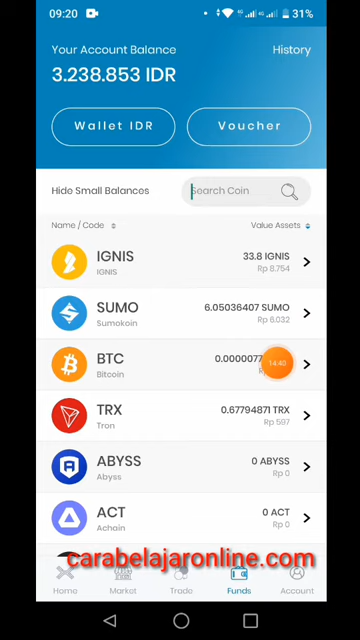 09:20
31%
Your Account Balance
History
3.238.853 IDR
Wallet IDR
Voucher
Hide Small Balances
Search Coin
Name / Code
Value Assets
IGNIS
33.8 IGNIS
IGNIS
Rp 8.754
SUMO
6.05036407 SUMO
Sumokoin
Rp 6.032
BTC
14:40
Bitcoin
TRX
0.67794871 TRX
Tron
Rp 597
ABYSS
0 ABYSS
Abyss
Rp 0
ACT
0 ACT
Achain
Rp 0
carabelajaronline.com
Home
Market
Trade
Funds
Account